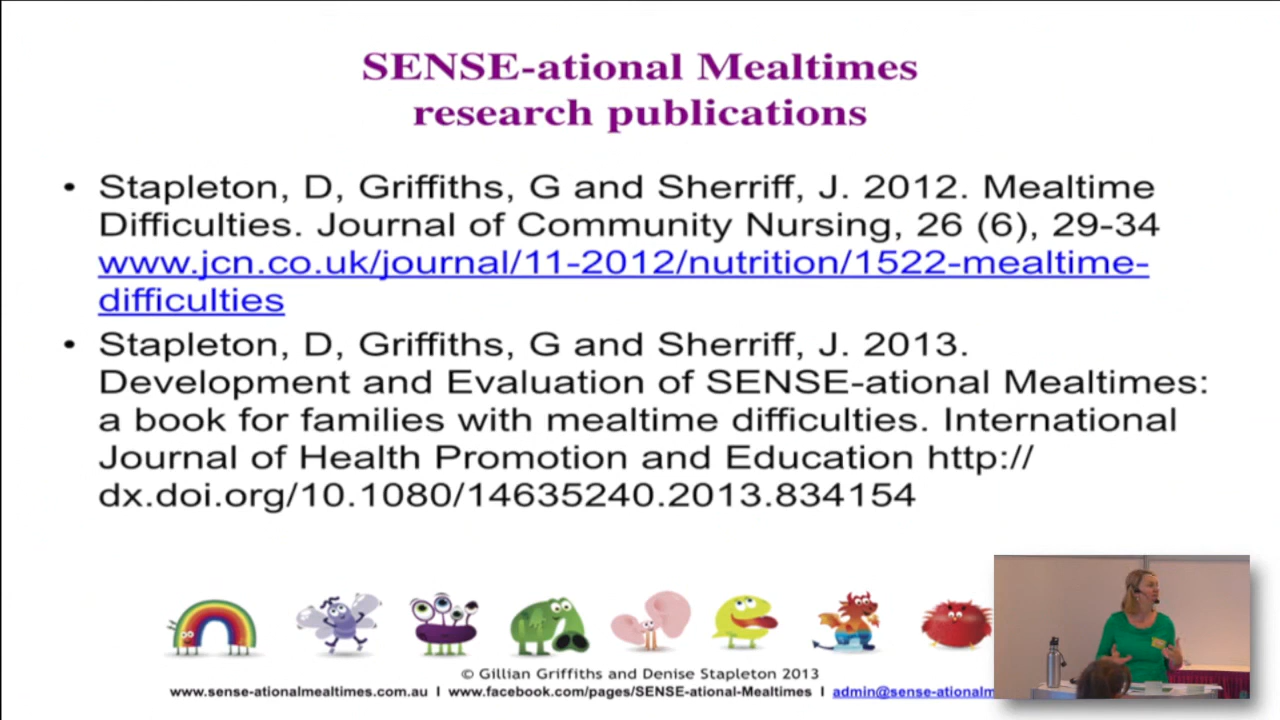 SENSE-ational Mealtimes
research publications
• Stapleton, D, Griffiths, G and Sherriff, J. 2012. Mealtime
Difficulties. Journal of Community Nursing, 26 (6), 29-34
www.jcn.co.uk/journal/11-2012/nutrition/1522-mealtime-
difficulties
• Stapleton, D, Griffiths, G and Sherriff, J. 2013.
Development and Evaluation of SENSE-ational Mealtimes:
a book for families with mealtime difficulties. International
Journal of Health Promotion and Education http://
dx.doi.org/10.1080/14635240.2013.834154
© Gillian Griffiths and Denise Stapleton 2013
www.sense-ationalmealtimes.com.au I www.facebook.com/pages/SENSE-ational-Mealtimes I admin@sense-ationalm